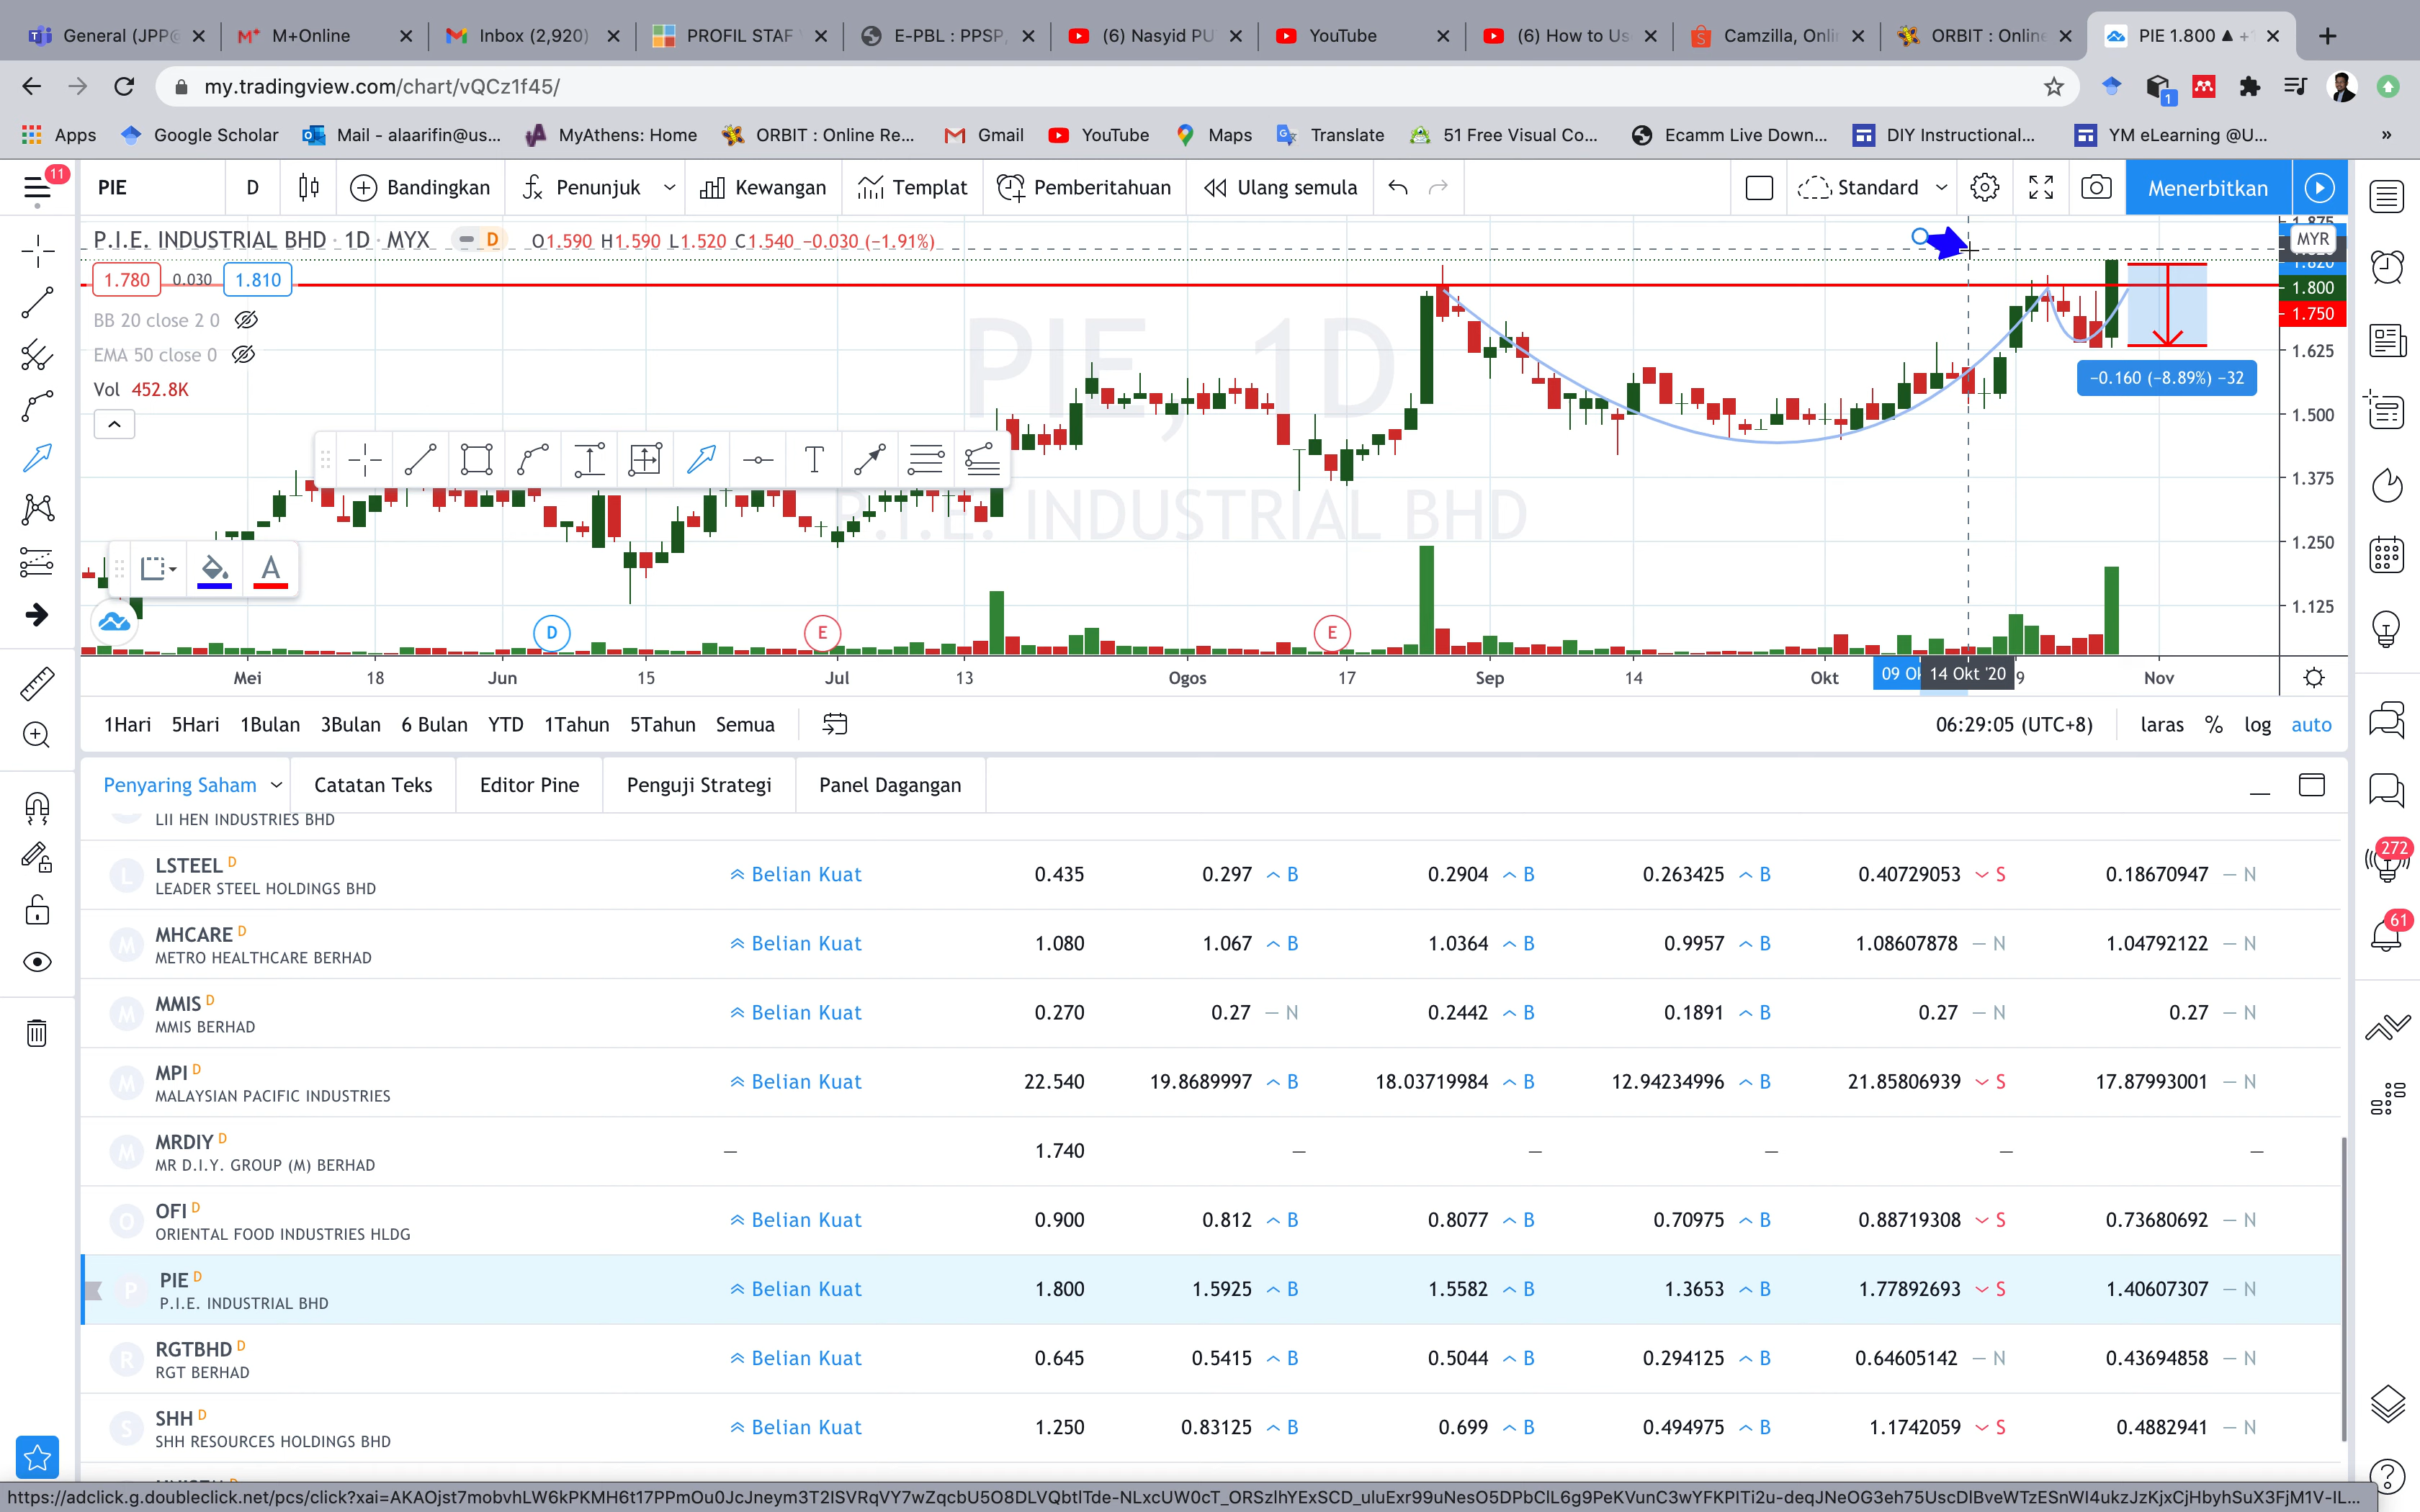 General (JPP@
M+Online
Inbox (2,920)
PROFIL STAF
E-PBL : PPSP,
(6) Nasyid PU
YouTube
(6) How to Us
Camzilla, Onli
ORBIT : Online
PIE 1.800 ▲ +
my.tradingview.com/chart/vQCz1f45/
1
Apps
Google Scholar
Mail - alaarifin@us...
MyAthens: Home
ORBIT : Online Re...
Gmail
YouTube
Maps
Translate
51 Free Visual Co...
Ecamm Live Down...
DIY Instructional...
YM eLearning @U...
»
11
PIE
D
Bandingkan
Penunjuk
Kewangan
Templat
Pemberitahuan
Ulang semula
Standard
Menerbitkan
P.I.E. INDUSTRIAL BHD · 1D · MYX
D
O1.590 H1.590 L1.520 C1.540 −0.030 (−1.91%)
1.780 0.030 1.810
BB 20 close 2 0
EMA 50 close 0
Vol 452.8K
PIE, 1D
P.I.E. INDUSTRIAL BHD
−0.160 (−8.89%) −32
1.875
MYR
1.820
1.800
1.750
1.625
1.500
1.375
1.250
1.125
T
A
D
E
E
Mei 18 Jun 15 Jul 13 Ogos 17 Sep 14 Okt 14 Okt '20 9 Nov
1Hari 5Hari 1Bulan 3Bulan 6 Bulan YTD 1Tahun 5Tahun Semua
06:29:05 (UTC+8) laras % log auto
Penyaring Saham
Catatan Teks
Editor Pine
Penguji Strategi
Panel Dagangan
LII HEN INDUSTRIES BHD
L LSTEEL D
LEADER STEEL HOLDINGS BHD
Belian Kuat 0.435 0.297 B 0.2904 B 0.263425 B 0.40729053 S 0.18670947 — N
M MHCARE D
METRO HEALTHCARE BERHAD
Belian Kuat 1.080 1.067 B 1.0364 B 0.9957 B 1.08607878 — N 1.04792122 — N
M MMIS D
MMIS BERHAD
Belian Kuat 0.270 0.27 — N 0.2442 B 0.1891 B 0.27 — N 0.27 — N
M MPI D
MALAYSIAN PACIFIC INDUSTRIES
Belian Kuat 22.540 19.8689997 B 18.03719984 B 12.94234996 B 21.85806939 S 17.87993001 — N
M MRDIY D
MR D.I.Y. GROUP (M) BERHAD
— 1.740 — — — — —
O OFI D
ORIENTAL FOOD INDUSTRIES HLDG
Belian Kuat 0.900 0.812 B 0.8077 B 0.70975 B 0.88719308 S 0.73680692 — N
P PIE D
P.I.E. INDUSTRIAL BHD
Belian Kuat 1.800 1.5925 B 1.5582 B 1.3653 B 1.77892693 S 1.40607307 — N
R RGTBHD D
RGT BERHAD
Belian Kuat 0.645 0.5415 B 0.5044 B 0.294125 B 0.64605142 — N 0.43694858 — N
S SHH D
SHH RESOURCES HOLDINGS BHD
Belian Kuat 1.250 0.83125 B 0.699 B 0.494975 B 1.1742059 S 0.4882941 — N
272
61